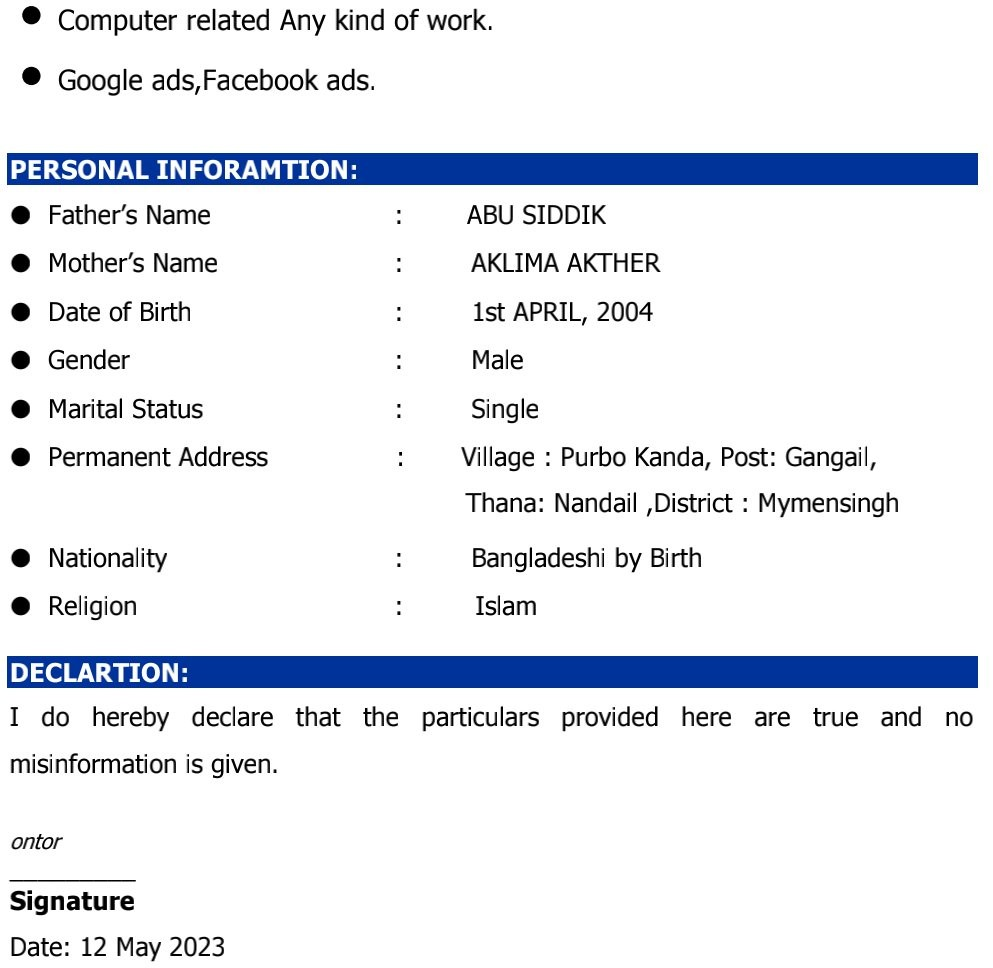 ● Computer related Any kind of work.
● Google ads,Facebook ads.
PERSONAL INFORAMTION:
● Father’s Name : ABU SIDDIK
● Mother’s Name : AKLIMA AKTHER
● Date of Birth : 1st APRIL, 2004
● Gender : Male
● Marital Status : Single
● Permanent Address : Village : Purbo Kanda, Post: Gangail,
Thana: Nandail ,District : Mymensingh
● Nationality : Bangladeshi by Birth
● Religion : Islam
DECLARTION:
I do hereby declare that the particulars provided here are true and no
misinformation is given.
ontor
Signature
Date: 12 May 2023